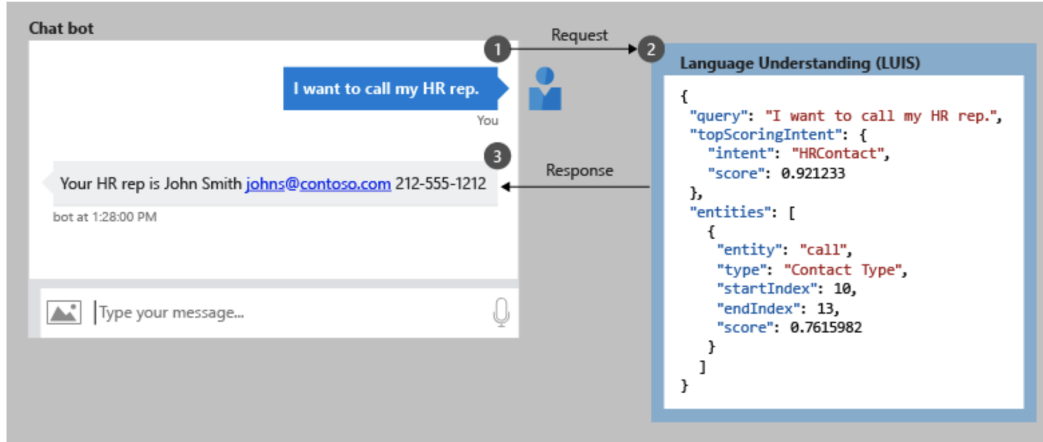 Chat bot
1
Request
2
I want to call my HR rep.
You
3
Response
Your HR rep is John Smith johns@contoso.com 212-555-1212
bot at 1:28:00 PM
Type your message...
Language Understanding (LUIS)
{
"query": "I want to call my HR rep.",
"topScoringIntent": {
"intent": "HRContact",
"score": 0.921233
},
"entities": [
{
"entity": "call",
"type": "Contact Type",
"startIndex": 10,
"endIndex": 13,
"score": 0.7615982
}
]
}